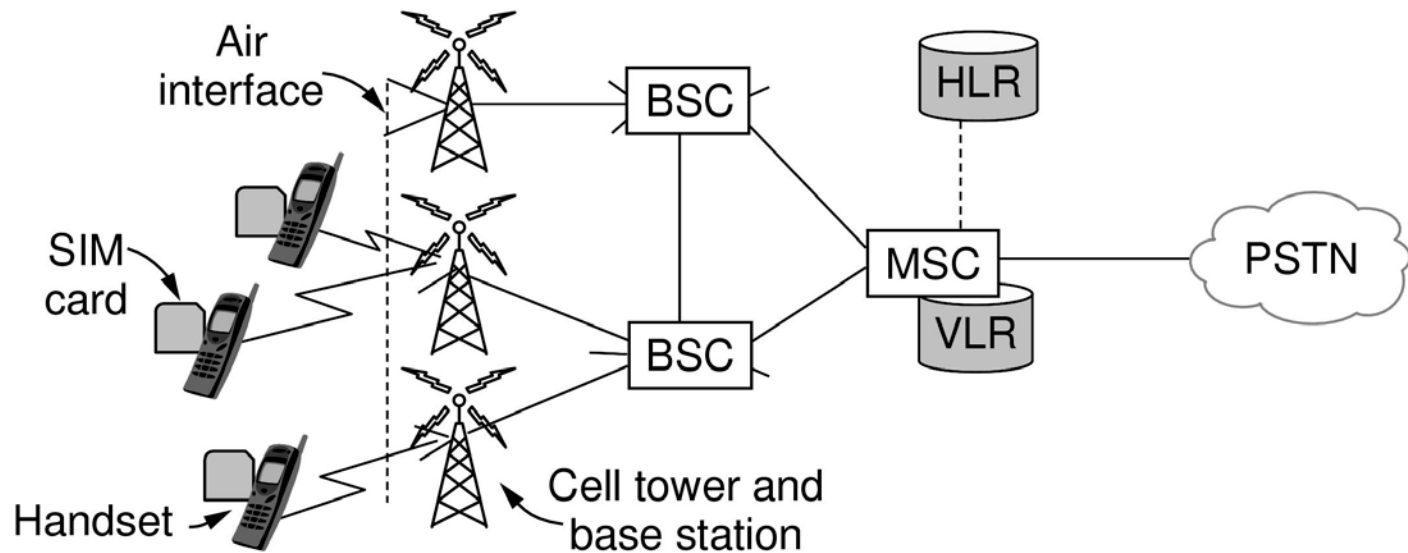 Air
interface
BSC
HLR
SIM
card
MSC
PSTN
VLR
BSC
Handset
Cell tower and
base station